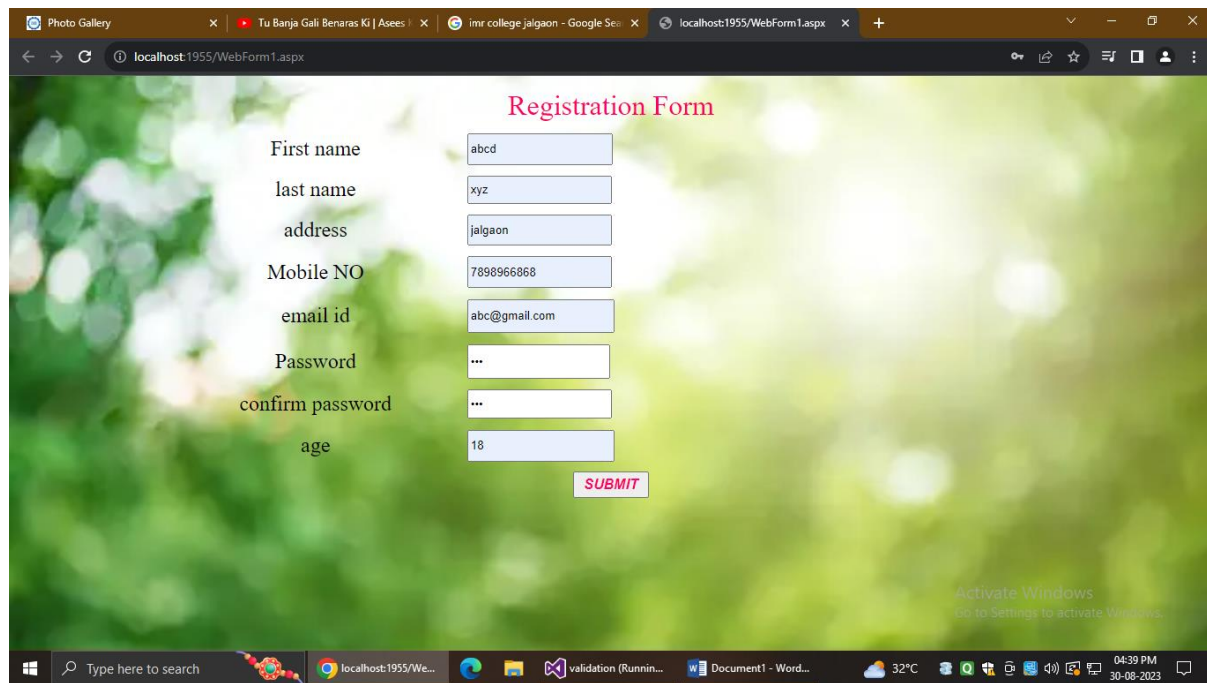 Photo Gallery
Tu Banja Gali Benaras Ki | Asees
imr college jalgaon - Google Sea
localhost:1955/WebForm1.aspx
localhost:1955/WebForm1.aspx
Registration Form
First name abcd
last name xyz
address jalgaon
Mobile NO 7898966868
email id abc@gmail.com
Password •••
confirm password •••
age 18
SUBMIT
Activate Windows
Go to Settings to activate Windows.
Type here to search
localhost:1955/We...
validation (Runnin...
Document1 - Word...
32°C
04:39 PM
30-08-2023